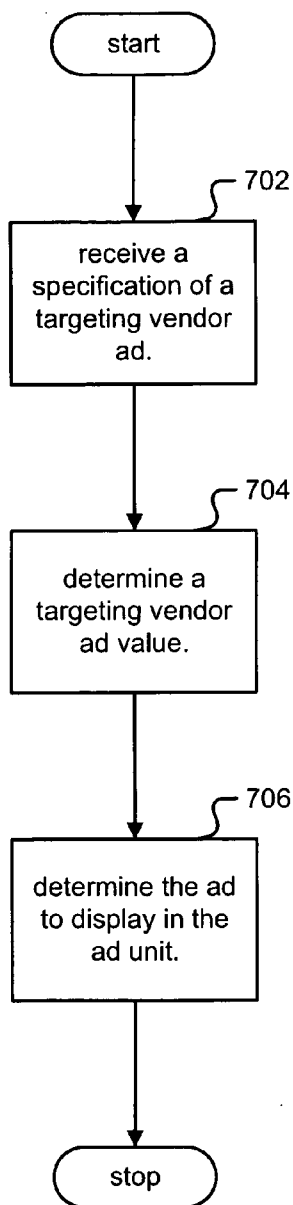 start
702
receive a
specification of a
targeting vendor
ad.
704
determine a
targeting vendor
ad value.
706
determine the ad
to display in the
ad unit.
stop